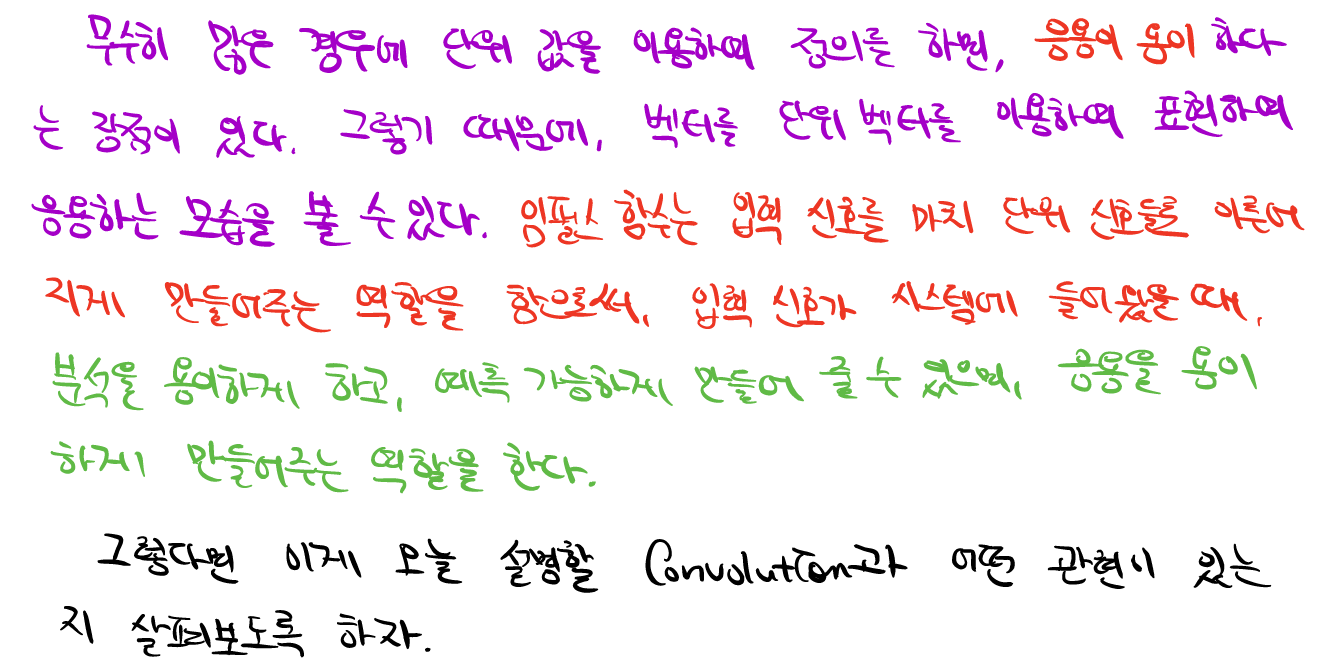 무수히 많은 경우에 단위 값을 이용하여 정의를 하면, 응용이 용이 하다
는 장점이 있다. 그렇기 때문에, 벡터를 단위 벡터를 이용하여 표현하여
응용하는 모습을 볼 수 있다. 임펄스 함수는 입력 신호를 마치 단위 신호들로 이루어
지게 만들어주는 역할을 함으로써, 입력 신호가 시스템에 들어왔을 때,
분석을 용이하게 하고, 예측 가능하게 만들어 줄 수 있으며, 응용을 용이
하게 만들어주는 역할을 한다.
그렇다면 이게 오늘 설명할 Convolution과 어떤 관련이 있는
지 살펴보도록 하자.